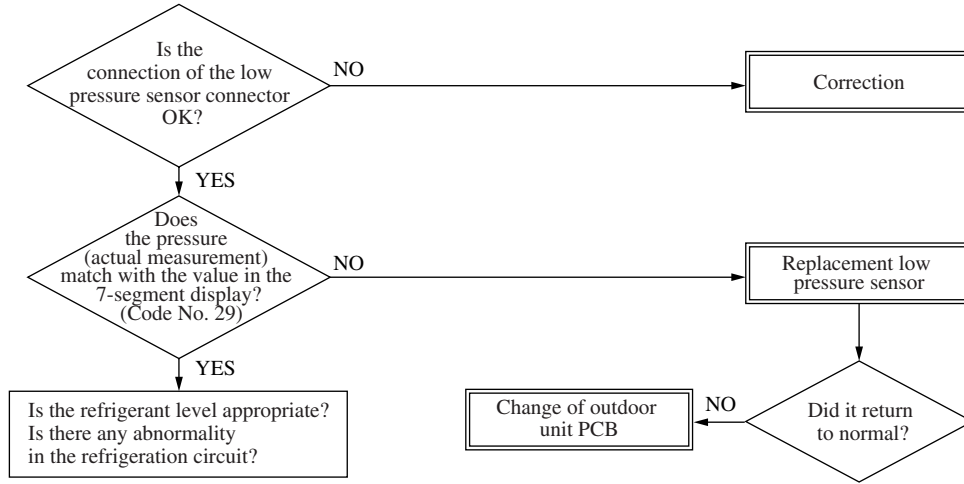 Is the
connection of the low
pressure sensor connector
OK?
NO
Correction
YES
Does
the pressure
(actual measurement)
match with the value in the
7-segment display?
(Code No. 29)
NO
Replacement low
pressure sensor
YES
Is the refrigerant level appropriate?
Is there any abnormality
in the refrigeration circuit?
Change of outdoor
unit PCB
NO
Did it return
to normal?